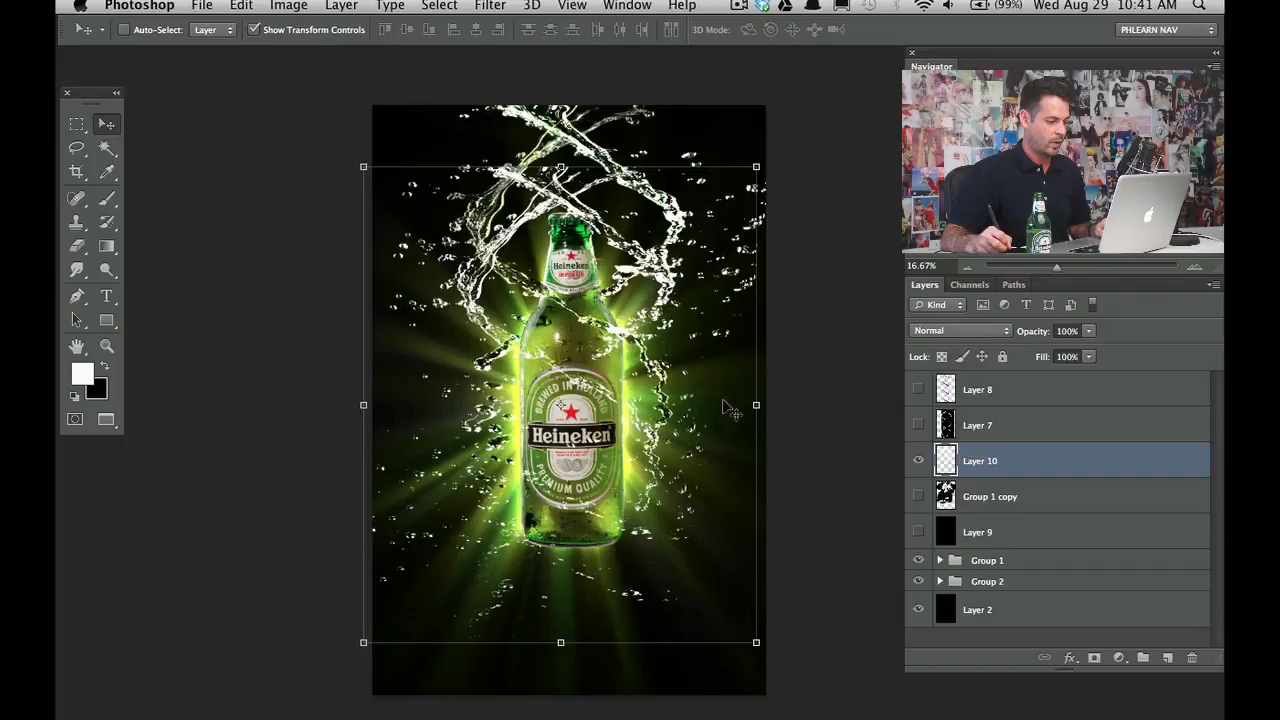 Photoshop File Edit Image Layer Type Select Filter 3D View Window Help (99%) Wed Aug 29 10:41 AM
Auto-Select: Layer Show Transform Controls 3D Mode: PHLEARN NAV
Navigator
Heineken
BREWED IN HOLLAND
Heineken
PREMIUM QUALITY
16.67%
Layers Channels Paths
Kind
Normal Opacity: 100%
Lock: Fill: 100%
Layer 8
Layer 7
Layer 10
Group 1 copy
Layer 9
Group 1
Group 2
Layer 2